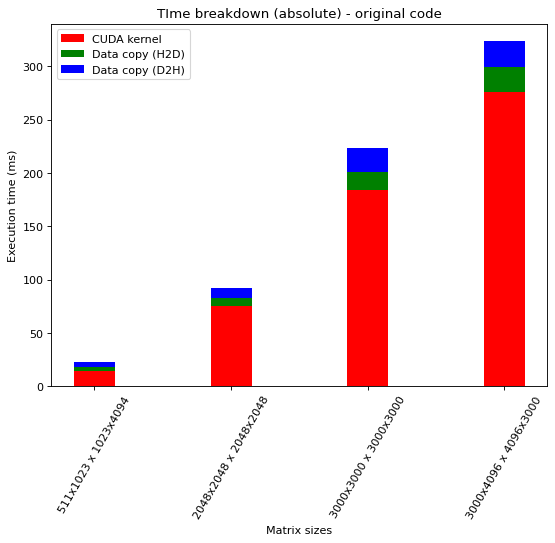 TIme breakdown (absolute) - original code
CUDA kernel
Data copy (H2D)
Data copy (D2H)
Execution time (ms)
300
250
200
150
100
50
0
511x1023 x 1023x4094
2048x2048 x 2048x2048
3000x3000 x 3000x3000
3000x4096 x 4096x3000
Matrix sizes